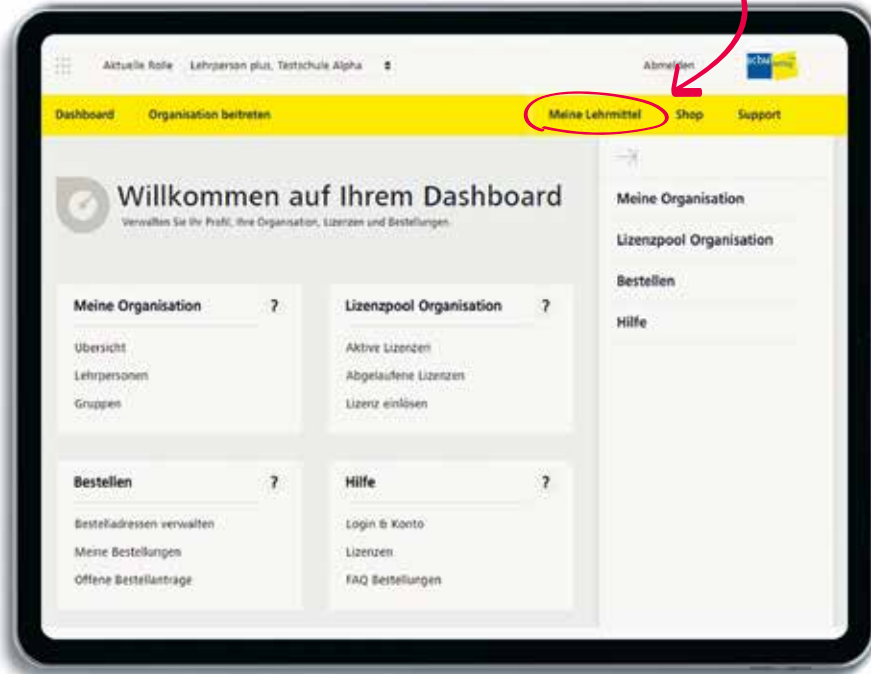 Aktuelle Rolle Lehrperson plus, Testschule Alpha
Abmelden
schul verlag
Dashboard Organisation beitreten Meine Lehrmittel Shop Support
Willkommen auf Ihrem Dashboard
Verwalten Sie Ihr Profil, Ihre Organisation, Lizenzen und Bestellungen.
Meine Organisation ?
Übersicht
Lehrpersonen
Gruppen
Lizenzpool Organisation ?
Aktive Lizenzen
Abgelaufene Lizenzen
Lizenz einlösen
Bestellen ?
Bestelladressen verwalten
Meine Bestellungen
Offene Bestellanträge
Hilfe ?
Login & Konto
Lizenzen
FAQ Bestellungen
Meine Organisation
Lizenzpool Organisation
Bestellen
Hilfe